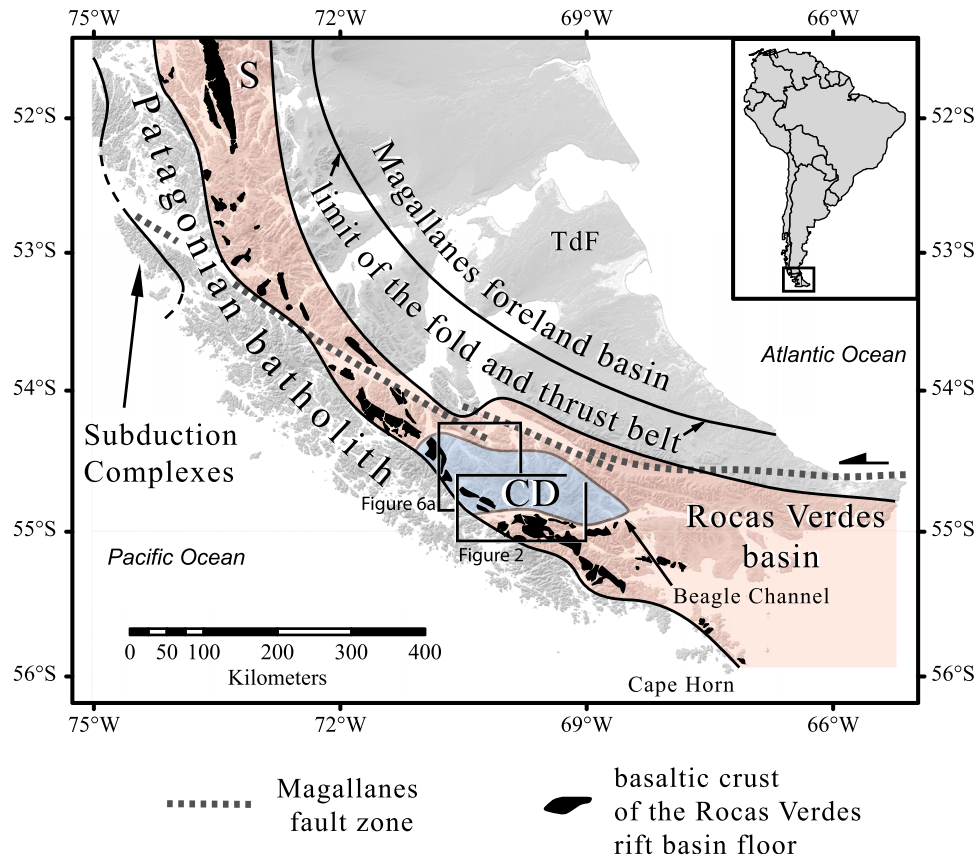 75°W 72°W 69°W 66°W
52°S 52°S
53°S 53°S
54°S 54°S
55°S 55°S
56°S 56°S
S
Patagonian batholith
Magallanes foreland basin
limit of the fold and thrust belt
TdF
Atlantic Ocean
Subduction
Complexes
Figure 6a
CD
Figure 2
Rocas Verdes
basin
Pacific Ocean
Beagle Channel
0 50 100 200 300 400
Kilometers
Cape Horn
75°W 72°W 69°W 66°W
Magallanes
fault zone
basaltic crust
of the Rocas Verdes
rift basin floor